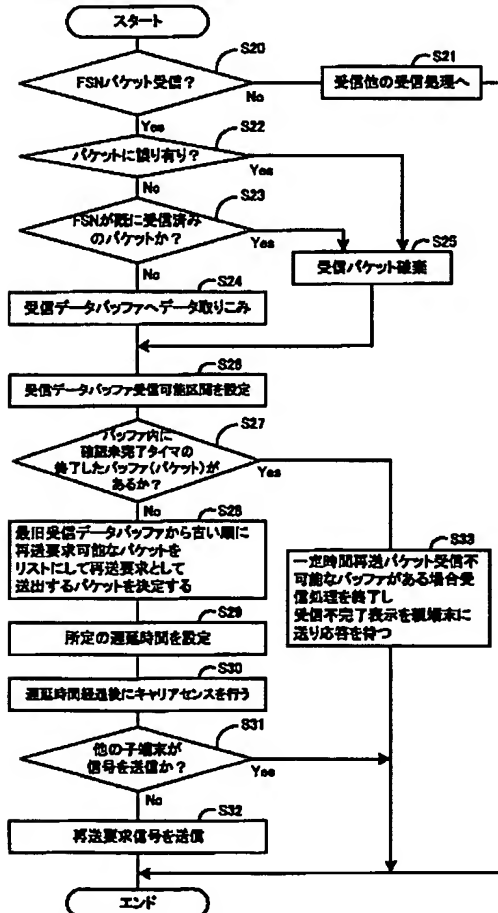 スタート
S20
FSNパケット受信?
No
S21
受信他の受信処理へ
Yes
S22
パケットに誤り有り?
Yes
No
S23
FSNが既に受信済み
のパケットか?
Yes
S25
受信パケット破棄
No
S24
受信データバッファへデータ取りこみ
S26
受信データバッファ受信可能区間を設定
S27
バッファ内に
確認未完了タイマの
終了したバッファ(パケット)が
あるか?
Yes
No
S28
最旧受信データバッファから古い順に
再送要求可能なパケットを
リストにして再送要求として
送出するパケットを決定する
S33
一定時間再送パケット受信不
可能なバッファがある場合受
信処理を終了し
受信不完了表示を親端末に
送り応答を待つ
S29
所定の遅延時間を設定
S30
遅延時間経過後にキャリアセンスを行う
S31
他の子端末が
信号を送信か?
Yes
No
S32
再送要求信号を送信
エンド